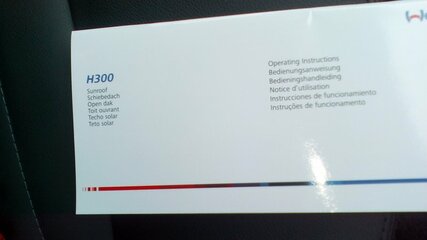 H300
Sunroof
Schiebedach
Open dak
Toit ouvrant
Techo solar
Teto solar
Operating Instructions
Bedienungsanweisung
Bedieningshandleiding
Notice d'utilisation
Instrucciones de funcionamiento
Instruções de funcionamento